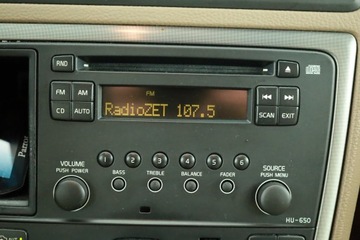 RND
FM
AM
CD
AUTO
FM
RadioZET 107.5
SCAN
EXIT
VOLUME
PUSH POWER
1 2 3 4 5 6
BASS
TREBLE
BALANCE
FADER
SOURCE
PUSH MENU
HU-650